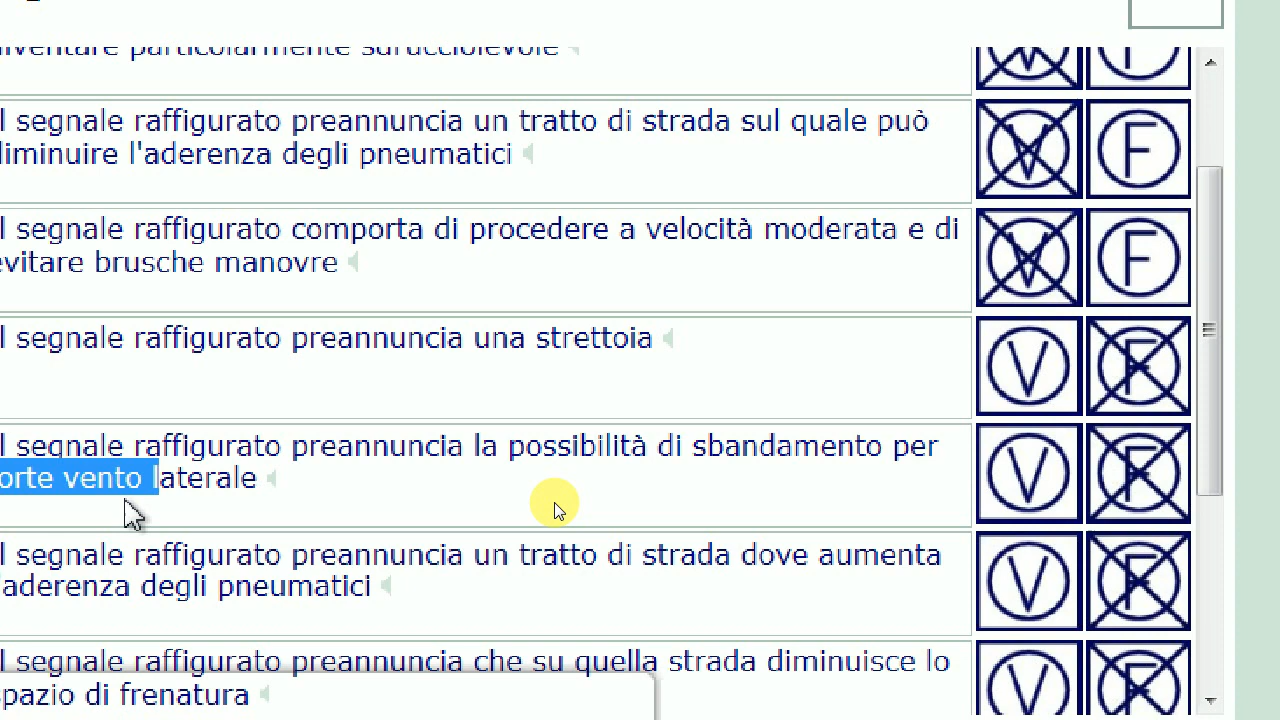 diventare particolarmente sdrucciolevole
V F
l segnale raffigurato preannuncia un tratto di strada sul quale può
diminuire l'aderenza degli pneumatici
V F
l segnale raffigurato comporta di procedere a velocità moderata e di
evitare brusche manovre
V F
l segnale raffigurato preannuncia una strettoia
V F
l segnale raffigurato preannuncia la possibilità di sbandamento per
orte vento laterale
V F
l segnale raffigurato preannuncia un tratto di strada dove aumenta
'aderenza degli pneumatici
V F
l segnale raffigurato preannuncia che su quella strada diminuisce lo
spazio di frenatura
V F